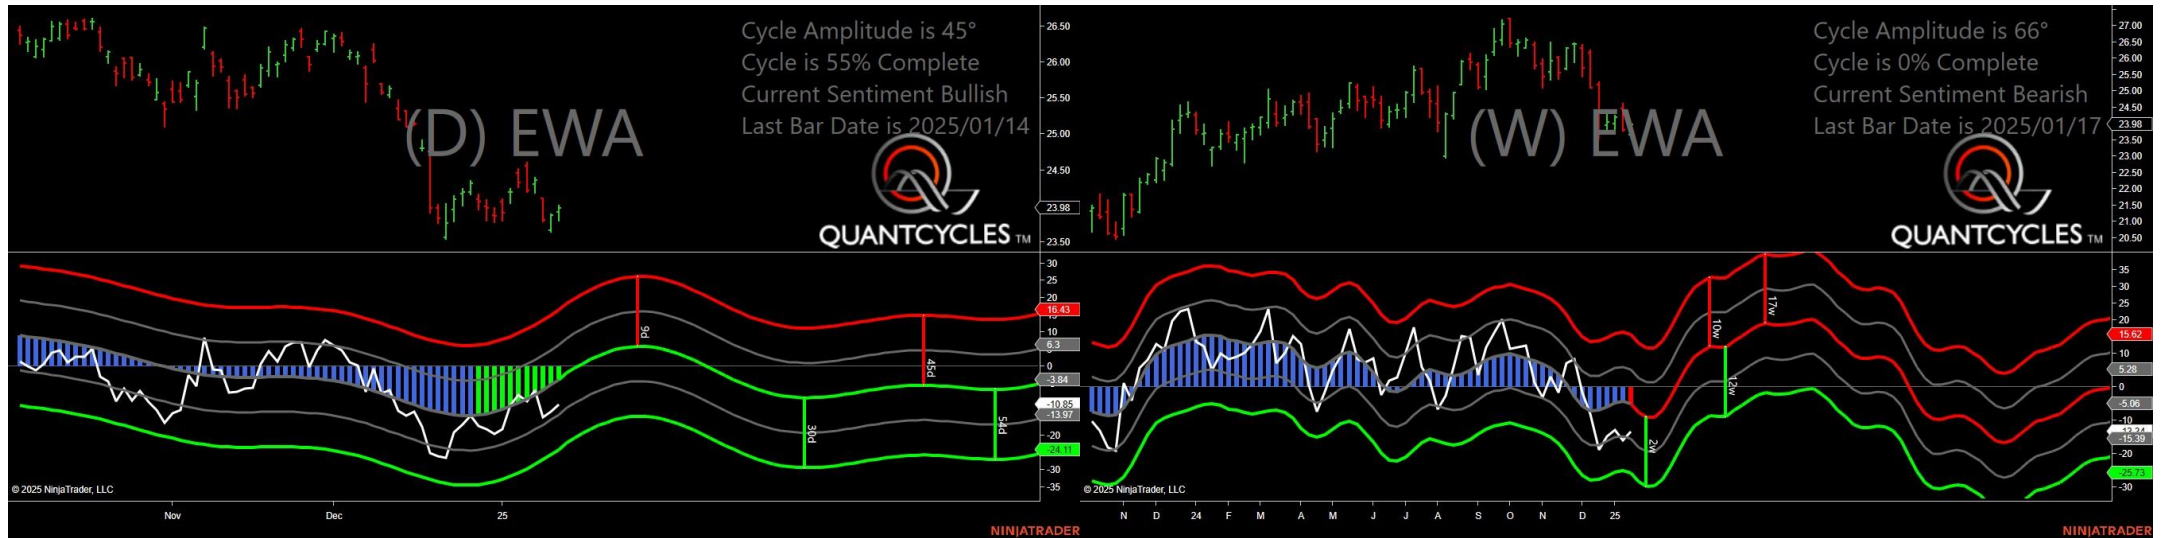 Cycle Amplitude is 45°
Cycle is 55% Complete
Current Sentiment Bullish
Last Bar Date is 2025/01/14
(D) EWA
QUANTCYCLES TM
26.50
26.00
25.50
25.00
24.50
23.98
23.50
30
25
20
16.43
10
6.3
-3.84
-10.85
-13.97
-20
-24.11
-30
-35
9d
30d
45d
54d
© 2025 NinjaTrader, LLC
Nov
Dec
25
NINJATRADER
Cycle Amplitude is 66°
Cycle is 0% Complete
Current Sentiment Bearish
Last Bar Date is 2025/01/17
(W) EWA
QUANTCYCLES TM
27.00
26.50
26.00
25.50
25.00
24.50
23.98
23.50
23.00
22.50
22.00
21.50
21.00
20.50
35
30
25
20
15.62
10
5.28
0
-5.06
-10
-15.39
-20
-25.73
-30
2w
10w
12w
17w
© 2025 NinjaTrader, LLC
N D 24 F M A M J J A S O N D 25
NINJATRADER